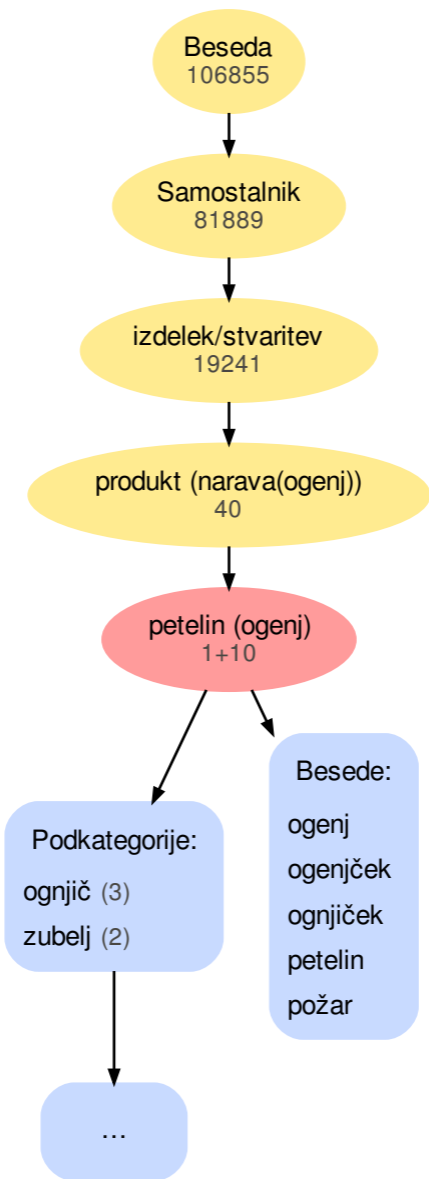 Beseda
106855
Samostalnik
81889
izdelek/stvaritev
19241
produkt (narava(ogenj))
40
petelin (ogenj)
1+10
Podkategorije:
ognjič (3)
zubelj (2)
...
Besede:
ogenj
ogenjček
ognjiček
petelin
požar